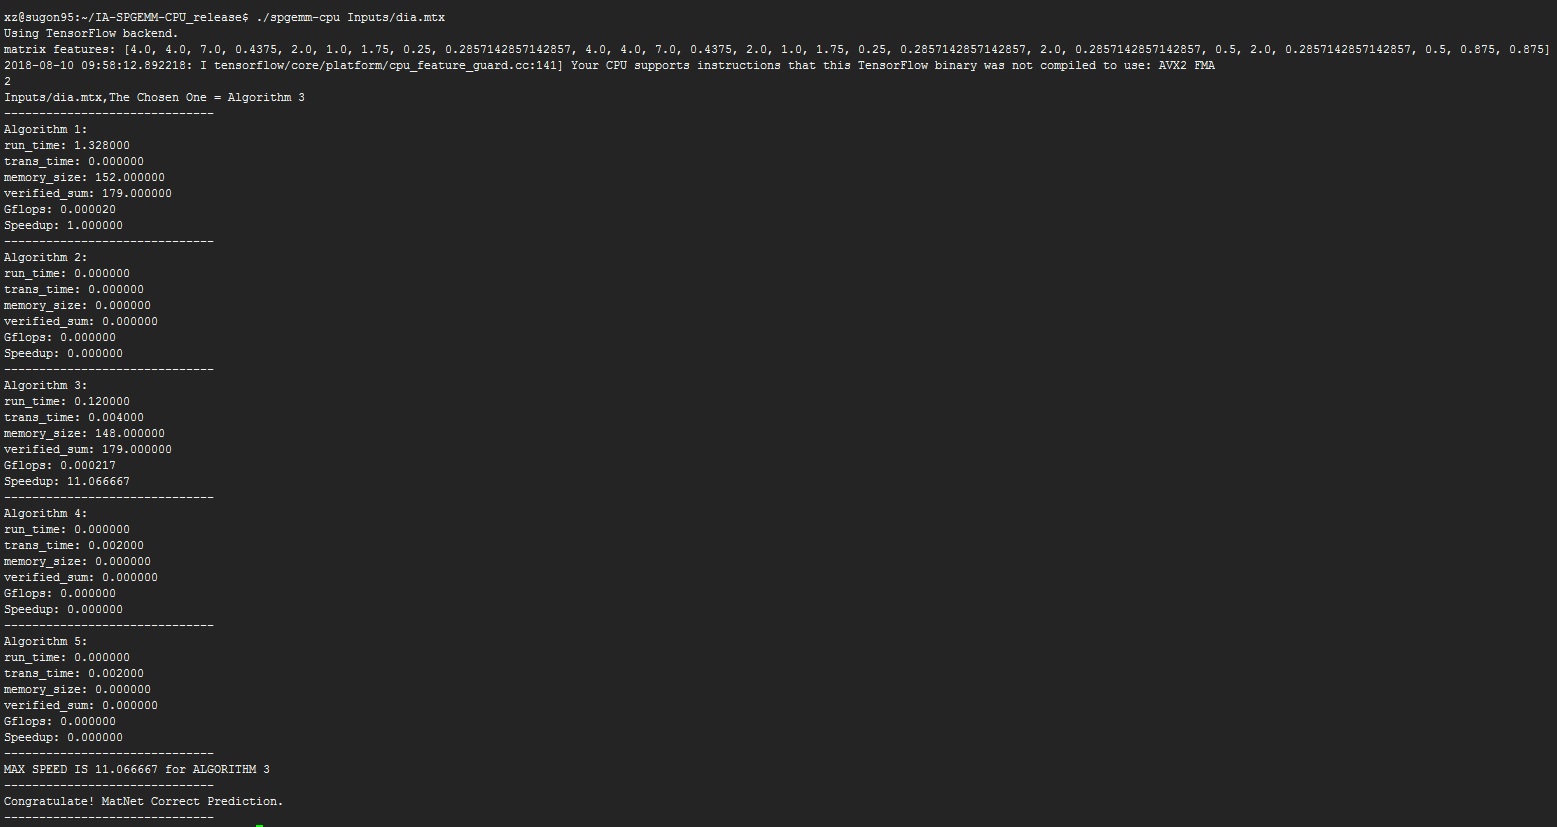 xz@sugon95:~/IA-SPGEMM-CPU_release$ ./spgemm-cpu Inputs/dia.mtx
Using TensorFlow backend.
matrix features: [4.0, 4.0, 7.0, 0.4375, 2.0, 1.0, 1.75, 0.25, 0.2857142857142857, 4.0, 4.0, 7.0, 0.4375, 2.0, 1.0, 1.75, 0.25, 0.2857142857142857, 2.0, 0.2857142857142857, 0.5, 2.0, 0.2857142857142857, 0.5, 0.875, 0.875]
2018-08-10 09:58:12.892218: I tensorflow/core/platform/cpu_feature_guard.cc:141] Your CPU supports instructions that this TensorFlow binary was not compiled to use: AVX2 FMA
2
Inputs/dia.mtx,The Chosen One = Algorithm 3
------------------------------
Algorithm 1:
run_time: 1.328000
trans_time: 0.000000
memory_size: 152.000000
verified_sum: 179.000000
Gflops: 0.000020
Speedup: 1.000000
------------------------------
Algorithm 2:
run_time: 0.000000
trans_time: 0.000000
memory_size: 0.000000
verified_sum: 0.000000
Gflops: 0.000000
Speedup: 0.000000
------------------------------
Algorithm 3:
run_time: 0.120000
trans_time: 0.004000
memory_size: 148.000000
verified_sum: 179.000000
Gflops: 0.000217
Speedup: 11.066667
------------------------------
Algorithm 4:
run_time: 0.000000
trans_time: 0.002000
memory_size: 0.000000
verified_sum: 0.000000
Gflops: 0.000000
Speedup: 0.000000
------------------------------
Algorithm 5:
run_time: 0.000000
trans_time: 0.002000
memory_size: 0.000000
verified_sum: 0.000000
Gflops: 0.000000
Speedup: 0.000000
------------------------------
MAX SPEED IS 11.066667 for ALGORITHM 3
------------------------------
Congratulate! MatNet Correct Prediction.
------------------------------